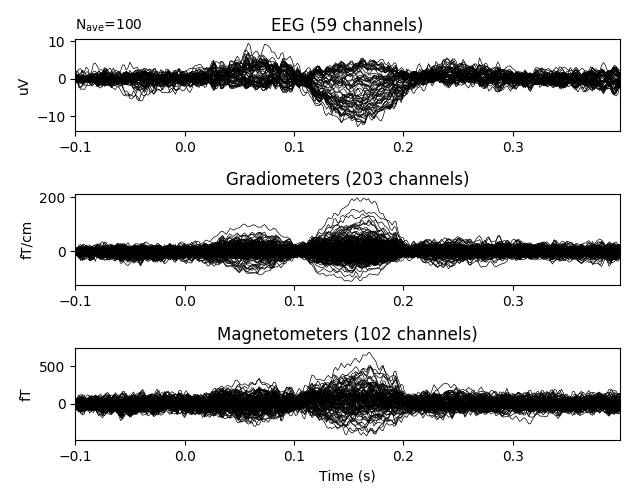 N_ave=100
EEG (59 channels)
10
0
−10
uV
−0.1 0.0 0.1 0.2 0.3
Gradiometers (203 channels)
200
0
fT/cm
−0.1 0.0 0.1 0.2 0.3
Magnetometers (102 channels)
500
0
fT
−0.1 0.0 0.1 0.2 0.3
Time (s)